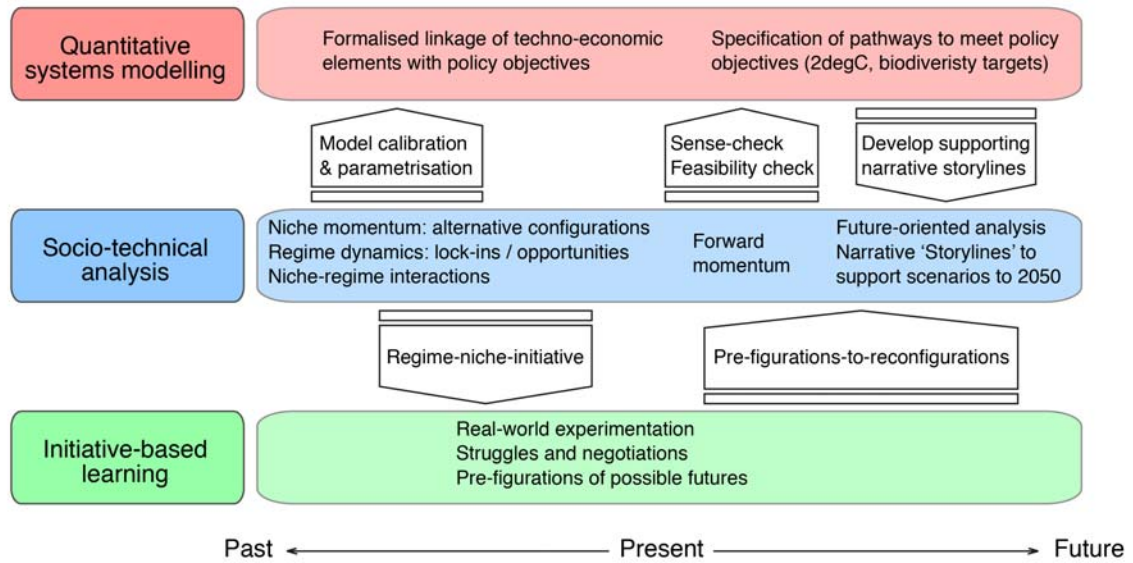 Quantitative
systems modelling
Formalised linkage of techno-economic
elements with policy objectives
Specification of pathways to meet policy
objectives (2degC, biodiveristy targets)
Model calibration
& parametrisation
Sense-check
Feasibility check
Develop supporting
narrative storylines
Socio-technical
analysis
Niche momentum: alternative configurations
Regime dynamics: lock-ins / opportunities
Niche-regime interactions
Forward
momentum
Future-oriented analysis
Narrative ‘Storylines’ to
support scenarios to 2050
Regime-niche-initiative
Pre-figurations-to-reconfigurations
Initiative-based
learning
Real-world experimentation
Struggles and negotiations
Pre-figurations of possible futures
Past
Present
Future